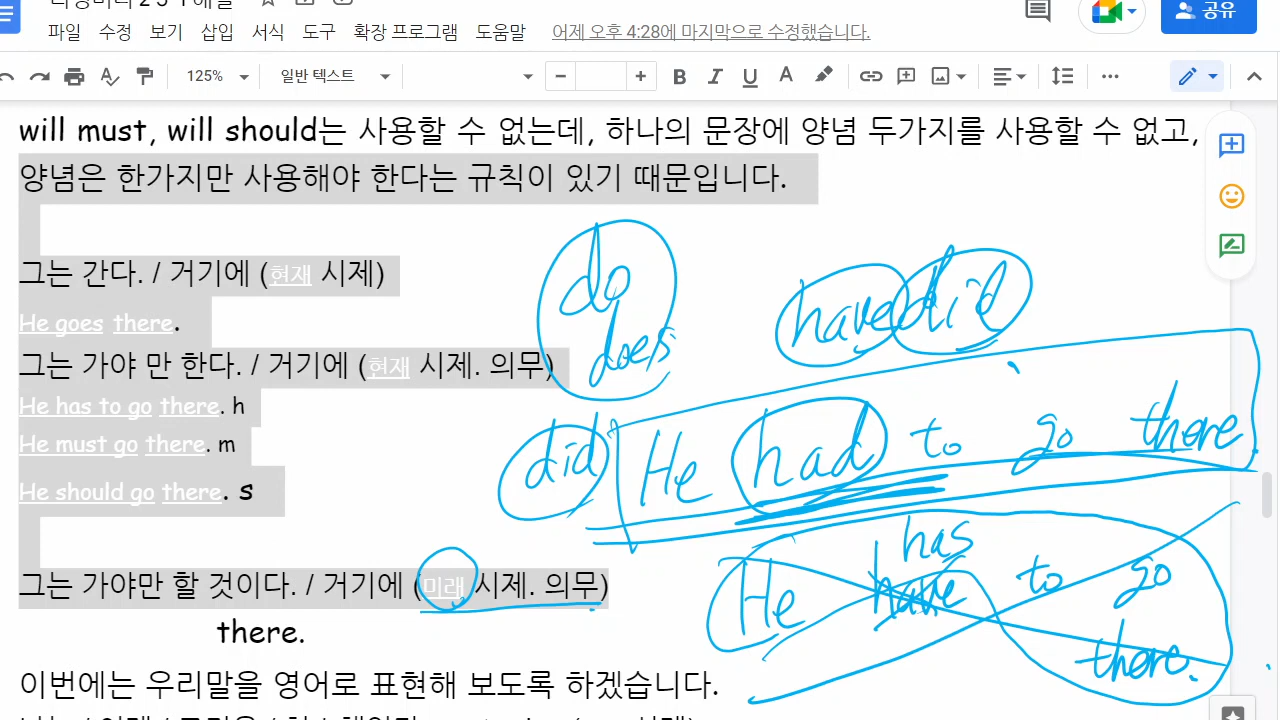 파일 수정 보기 삽입 서식 도구 확장 프로그램 도움말 어제 오후 4:28에 마지막으로 수정했습니다.
공유
125% 일반 텍스트 − + B I U A
will must, will should는 사용할 수 없는데, 하나의 문장에 양념 두가지를 사용할 수 없고,
양념은 한가지만 사용해야 한다는 규칙이 있기 때문입니다.
그는 간다. / 거기에 (현재 시제)
He goes there.
그는 가야 만 한다. / 거기에 (현재 시제. 의무)
He has to go there. h
He must go there. m
He should go there. s
그는 가야만 할 것이다. / 거기에 (미래 시제. 의무)
there.
이번에는 우리말을 영어로 표현해 보도록 하겠습니다.
do
does
have did
did He had to go there.
has
He have to go
there.